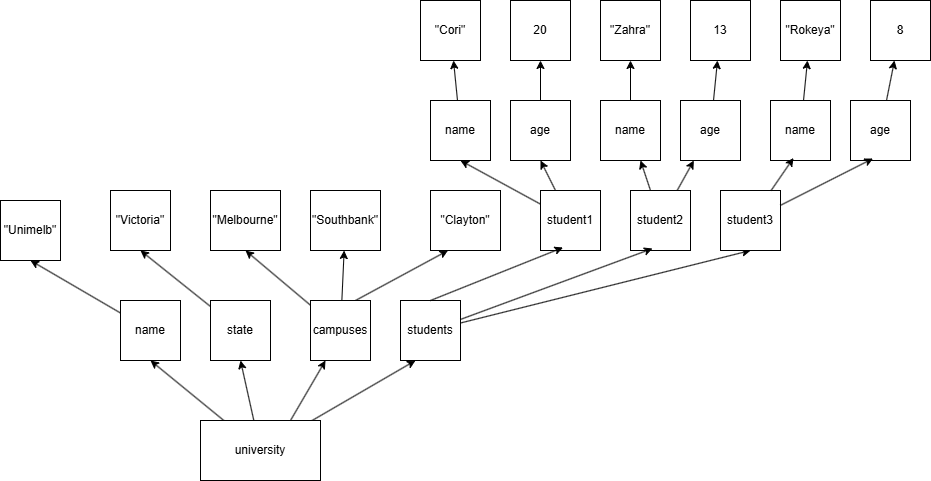 "Cori"
20
"Zahra"
13
"Rokeya"
8
name
age
name
age
name
age
"Unimelb"
"Victoria"
"Melbourne"
"Southbank"
"Clayton"
student1
student2
student3
name
state
campuses
students
university